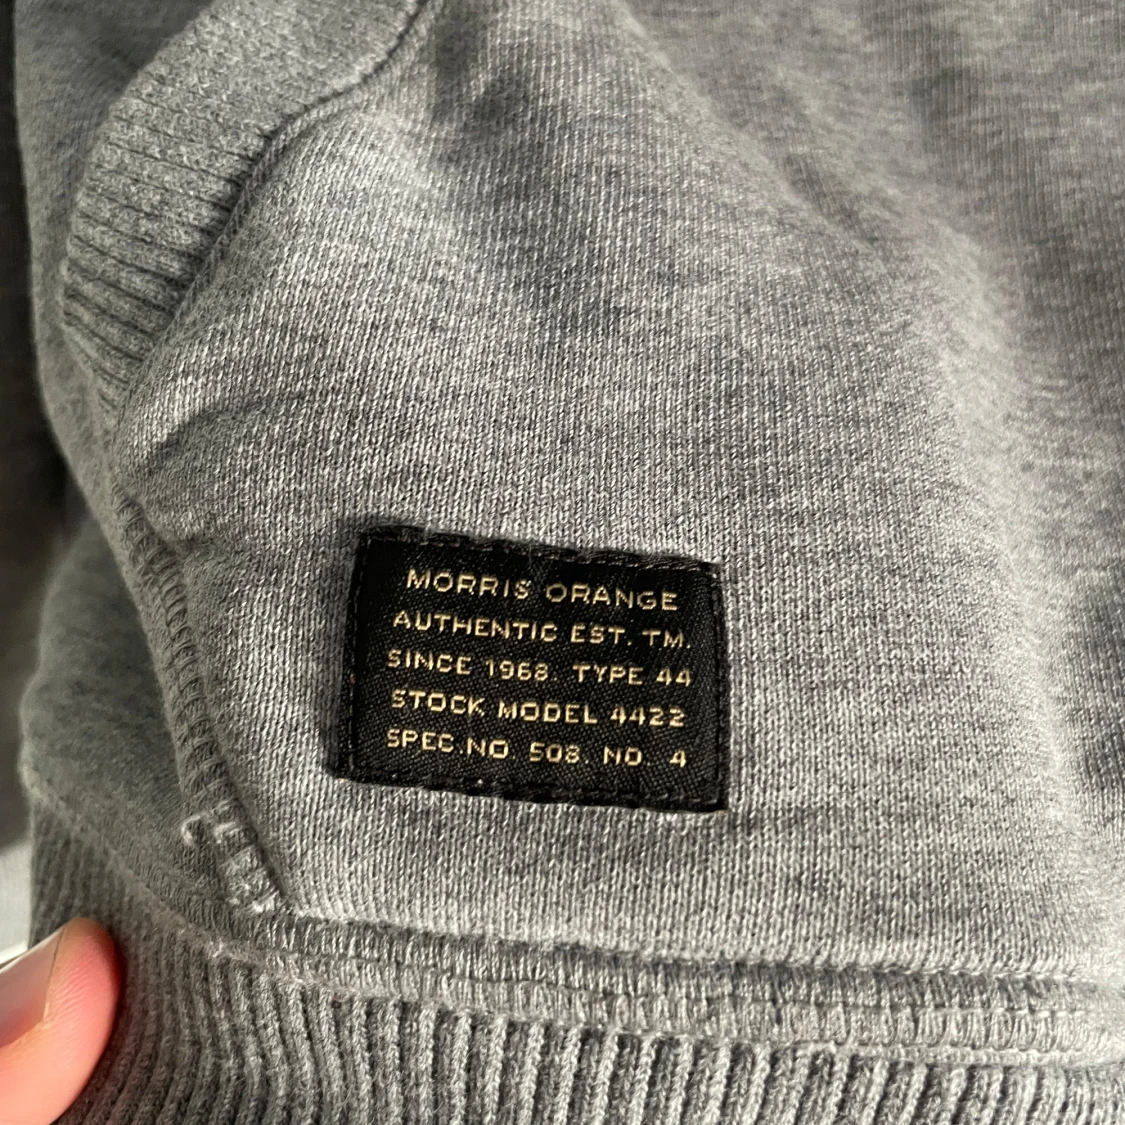 MORRIS ORANGE
AUTHENTIC EST. TM.
SINCE 1968. TYPE 44
STOCK MODEL 4422
SPEC.NO. 508. NO. 4